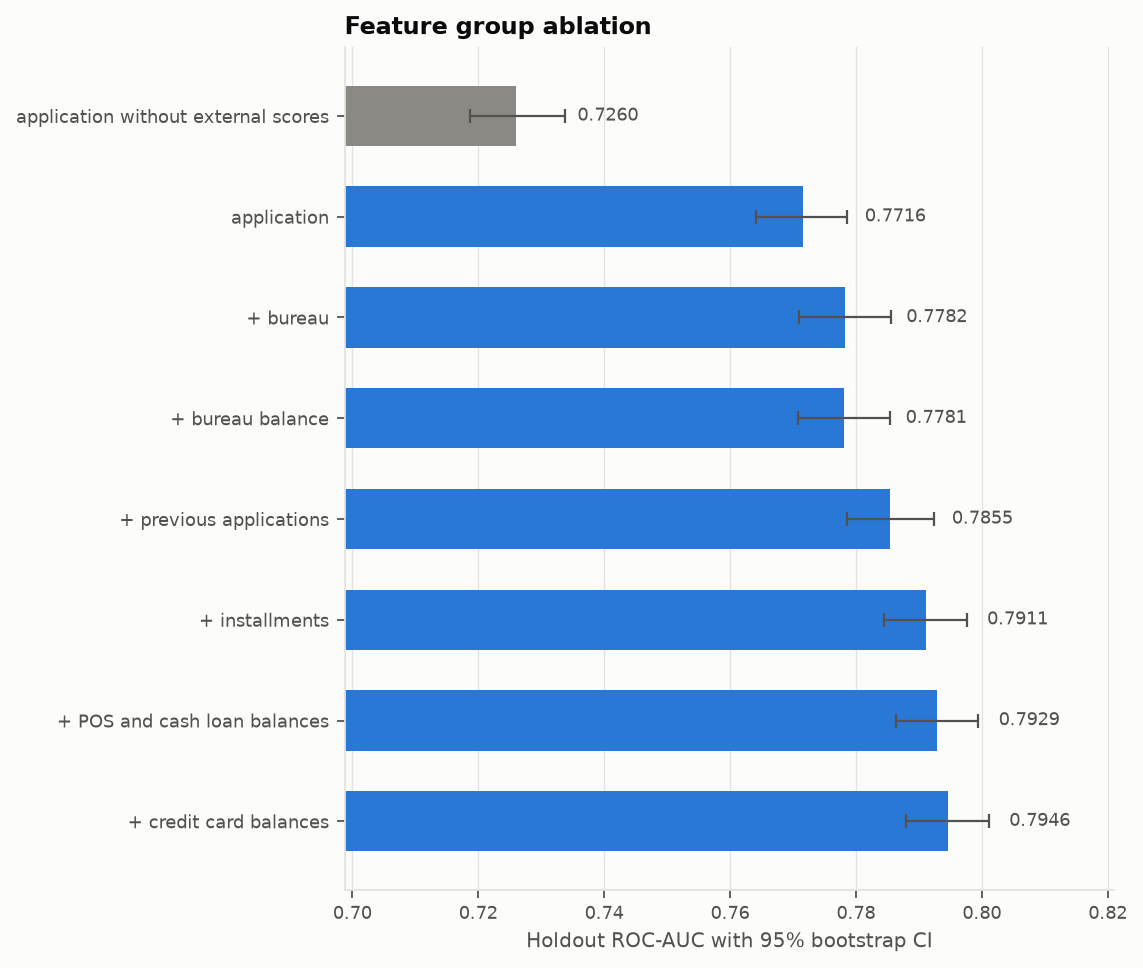 Feature group ablation
application without external scores
0.7260
application
0.7716
+ bureau
0.7782
+ bureau balance
0.7781
+ previous applications
0.7855
+ installments
0.7911
+ POS and cash loan balances
0.7929
+ credit card balances
0.7946
0.70 0.72 0.74 0.76 0.78 0.80 0.82
Holdout ROC-AUC with 95% bootstrap CI